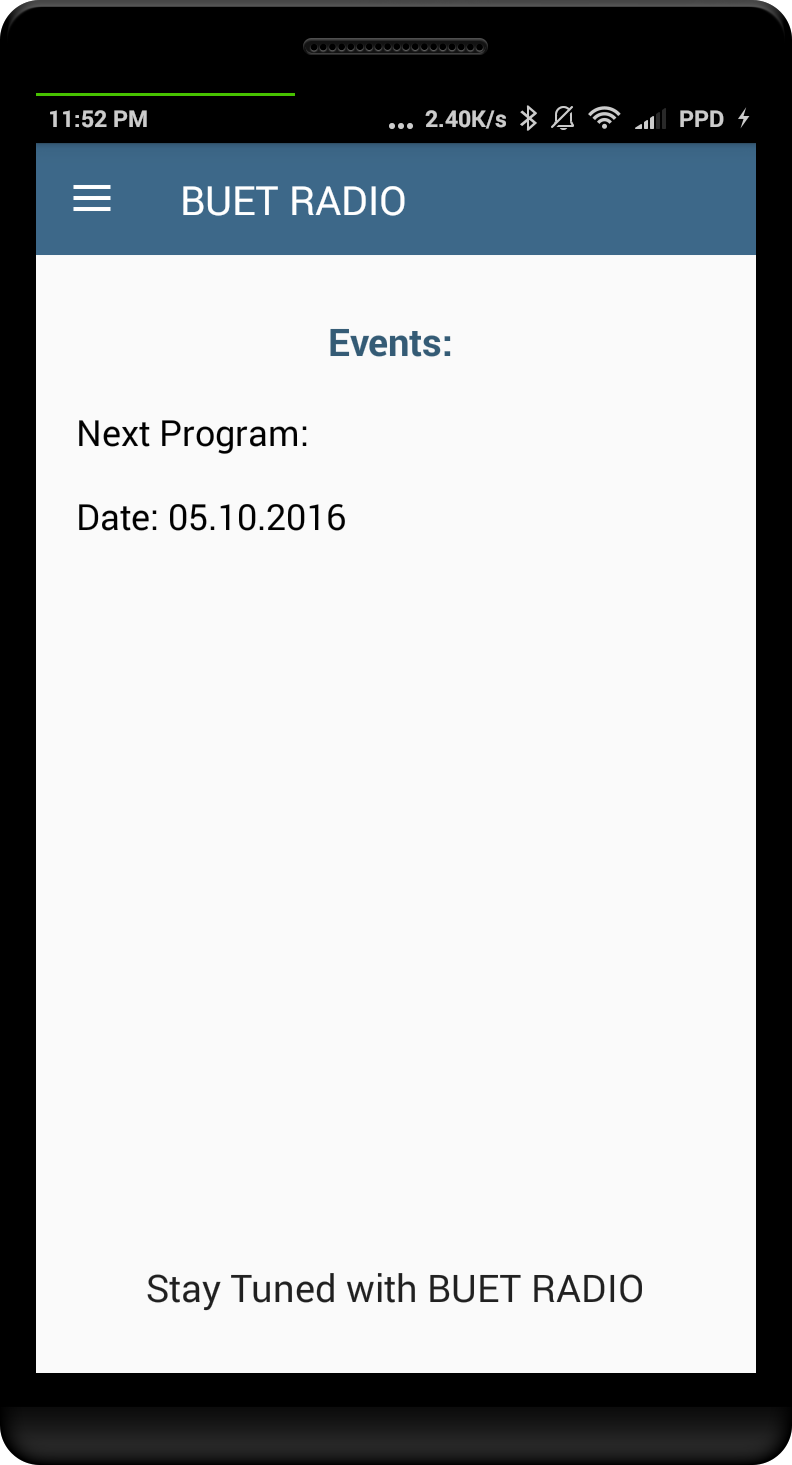 11:52 PM ... 2.40K/s PPD
BUET RADIO
Events:
Next Program:
Date: 05.10.2016
Stay Tuned with BUET RADIO